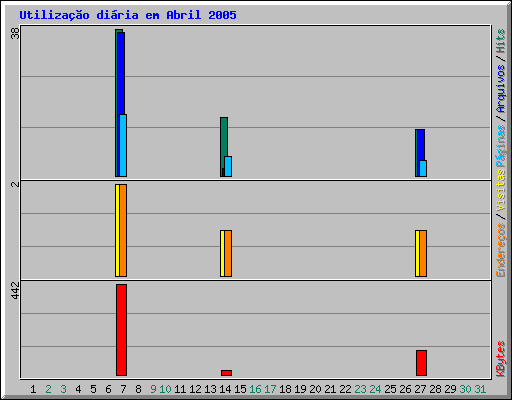 Utilização diária em Abril 2005
38
2
442
Endereços / Visitas Páginas / Arquivos / Hits
KBytes
1 2 3 4 5 6 7 8 9 10 11 12 13 14 15 16 17 18 19 20 21 22 23 24 25 26 27 28 29 30 31